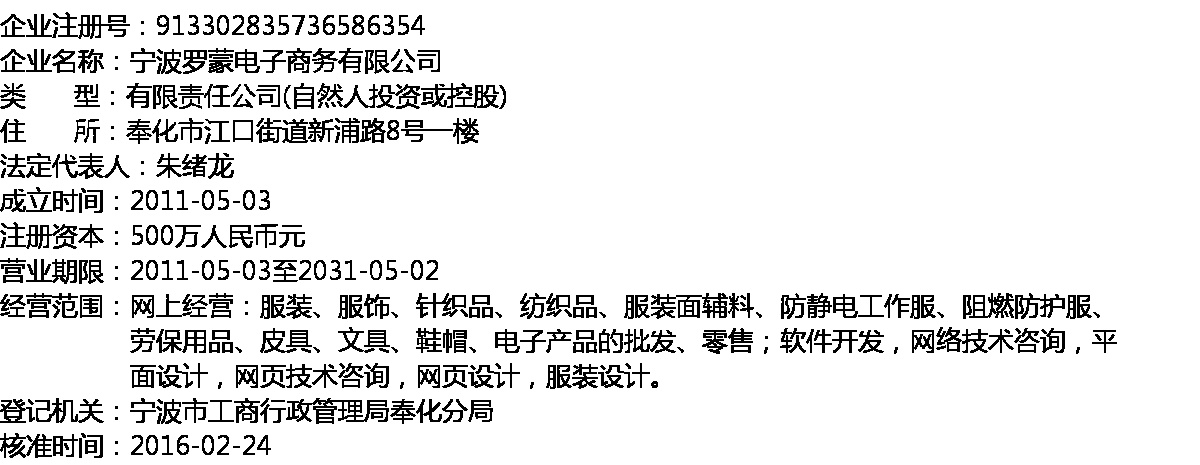 企业注册号：913302835736586354
企业名称：宁波罗蒙电子商务有限公司
类 型：有限责任公司(自然人投资或控股)
住 所：奉化市江口街道新浦路8号一楼
法定代表人：朱绪龙
成立时间：2011-05-03
注册资本：500万人民币元
营业期限：2011-05-03至2031-05-02
经营范围：网上经营：服装、服饰、针织品、纺织品、服装面辅料、防静电工作服、阻燃防护服、
劳保用品、皮具、文具、鞋帽、电子产品的批发、零售；软件开发，网络技术咨询，平
面设计，网页技术咨询，网页设计，服装设计。
登记机关：宁波市工商行政管理局奉化分局
核准时间：2016-02-24